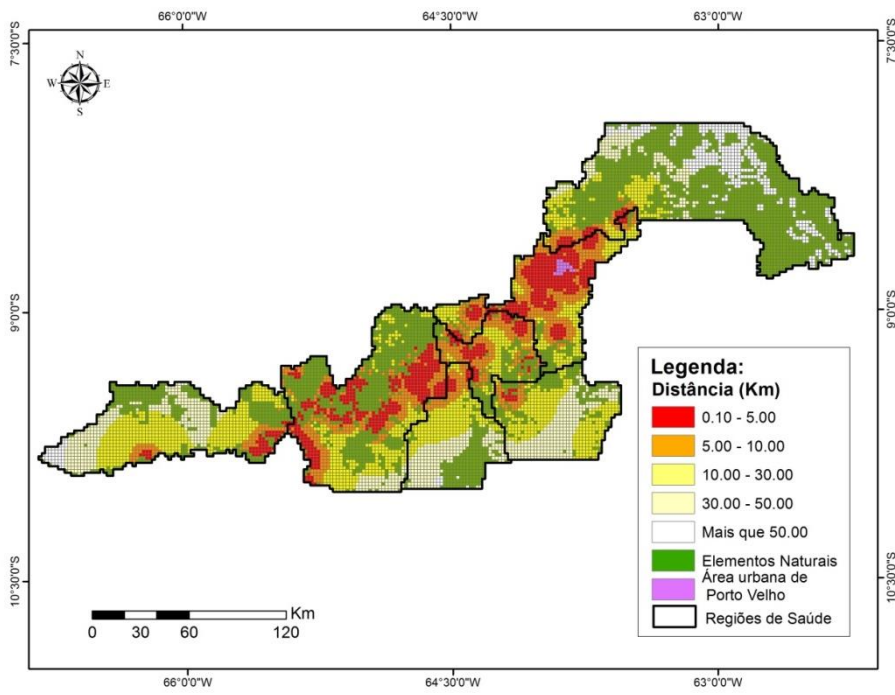 66°0'0"W 64°30'0"W 63°0'0"W
7°30'0"S 7°30'0"S
N
W E
S
9°0'0"S 9°0'0"S
Legenda:
Distância (Km)
0.10 - 5.00
5.00 - 10.00
10.00 - 30.00
30.00 - 50.00
Mais que 50.00
Elementos Naturais
Área urbana de
Porto Velho
Regiões de Saúde
10°30'0"S 10°30'0"S
Km
0 30 60 120
66°0'0"W 64°30'0"W 63°0'0"W